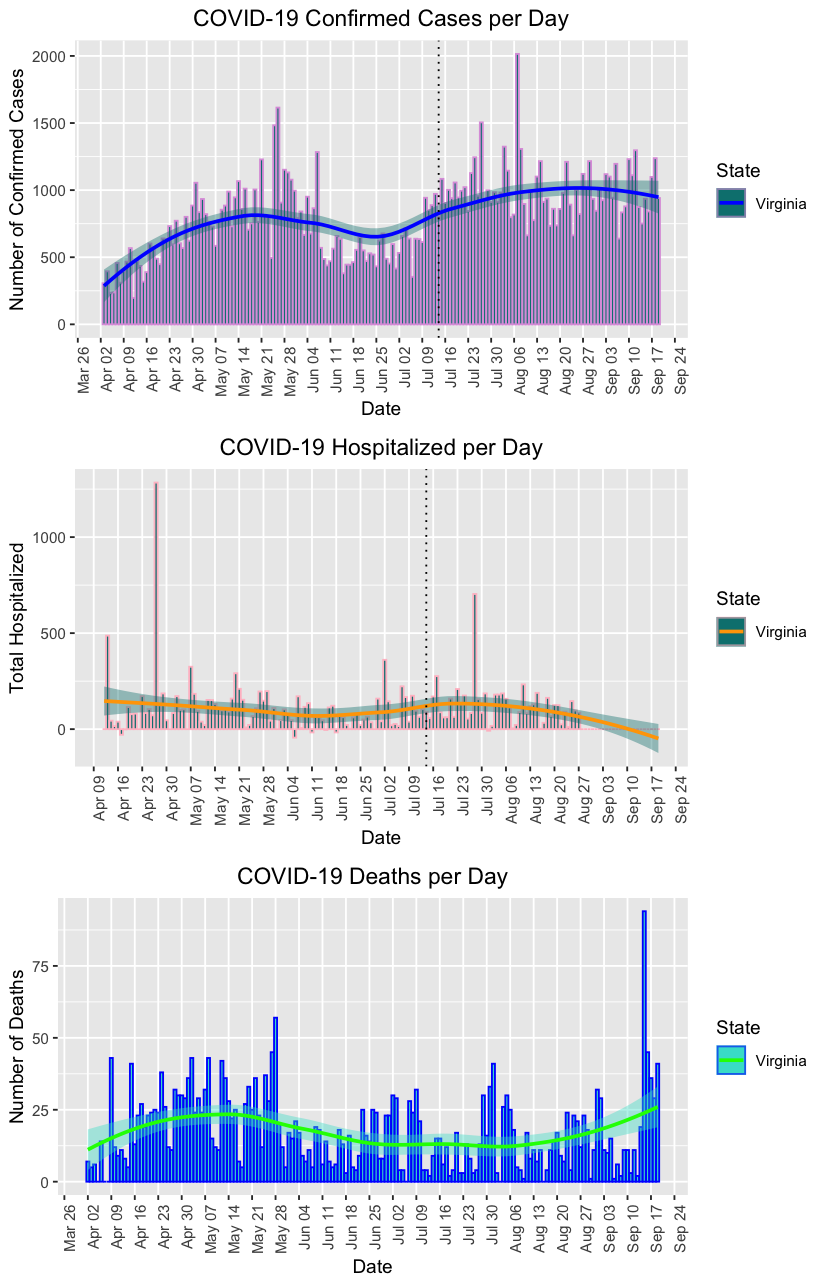 COVID-19 Confirmed Cases per Day
Number of Confirmed Cases
2000
1500
1000
500
0
Mar 26
Apr 02
Apr 09
Apr 16
Apr 23
Apr 30
May 07
May 14
May 21
May 28
Jun 04
Jun 11
Jun 18
Jun 25
Jul 02
Jul 09
Jul 16
Jul 23
Jul 30
Aug 06
Aug 13
Aug 20
Aug 27
Sep 03
Sep 10
Sep 17
Sep 24
Date
State
Virginia
COVID-19 Hospitalized per Day
Total Hospitalized
1000
500
0
Apr 09
Apr 16
Apr 23
Apr 30
May 07
May 14
May 21
May 28
Jun 04
Jun 11
Jun 18
Jun 25
Jul 02
Jul 09
Jul 16
Jul 23
Jul 30
Aug 06
Aug 13
Aug 20
Aug 27
Sep 03
Sep 10
Sep 17
Sep 24
Date
State
Virginia
COVID-19 Deaths per Day
Number of Deaths
75
50
25
0
Mar 26
Apr 02
Apr 09
Apr 16
Apr 23
Apr 30
May 07
May 14
May 21
May 28
Jun 04
Jun 11
Jun 18
Jun 25
Jul 02
Jul 09
Jul 16
Jul 23
Jul 30
Aug 06
Aug 13
Aug 20
Aug 27
Sep 03
Sep 10
Sep 17
Sep 24
Date
State
Virginia